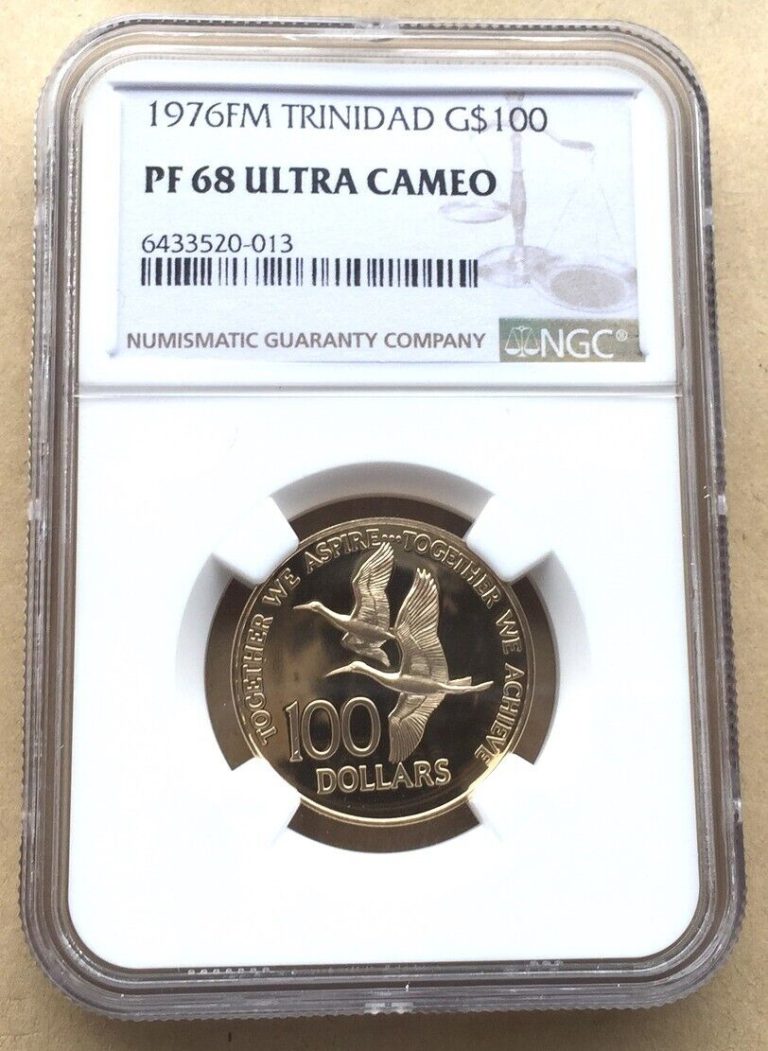 1976FM TRINIDAD G$100
PF 68 ULTRA CAMEO
6433520-013
NUMISMATIC GUARANTY COMPANY
NGC®
TOGETHER WE ASPIRE...TOGETHER WE ACHIEVE
100
DOLLARS